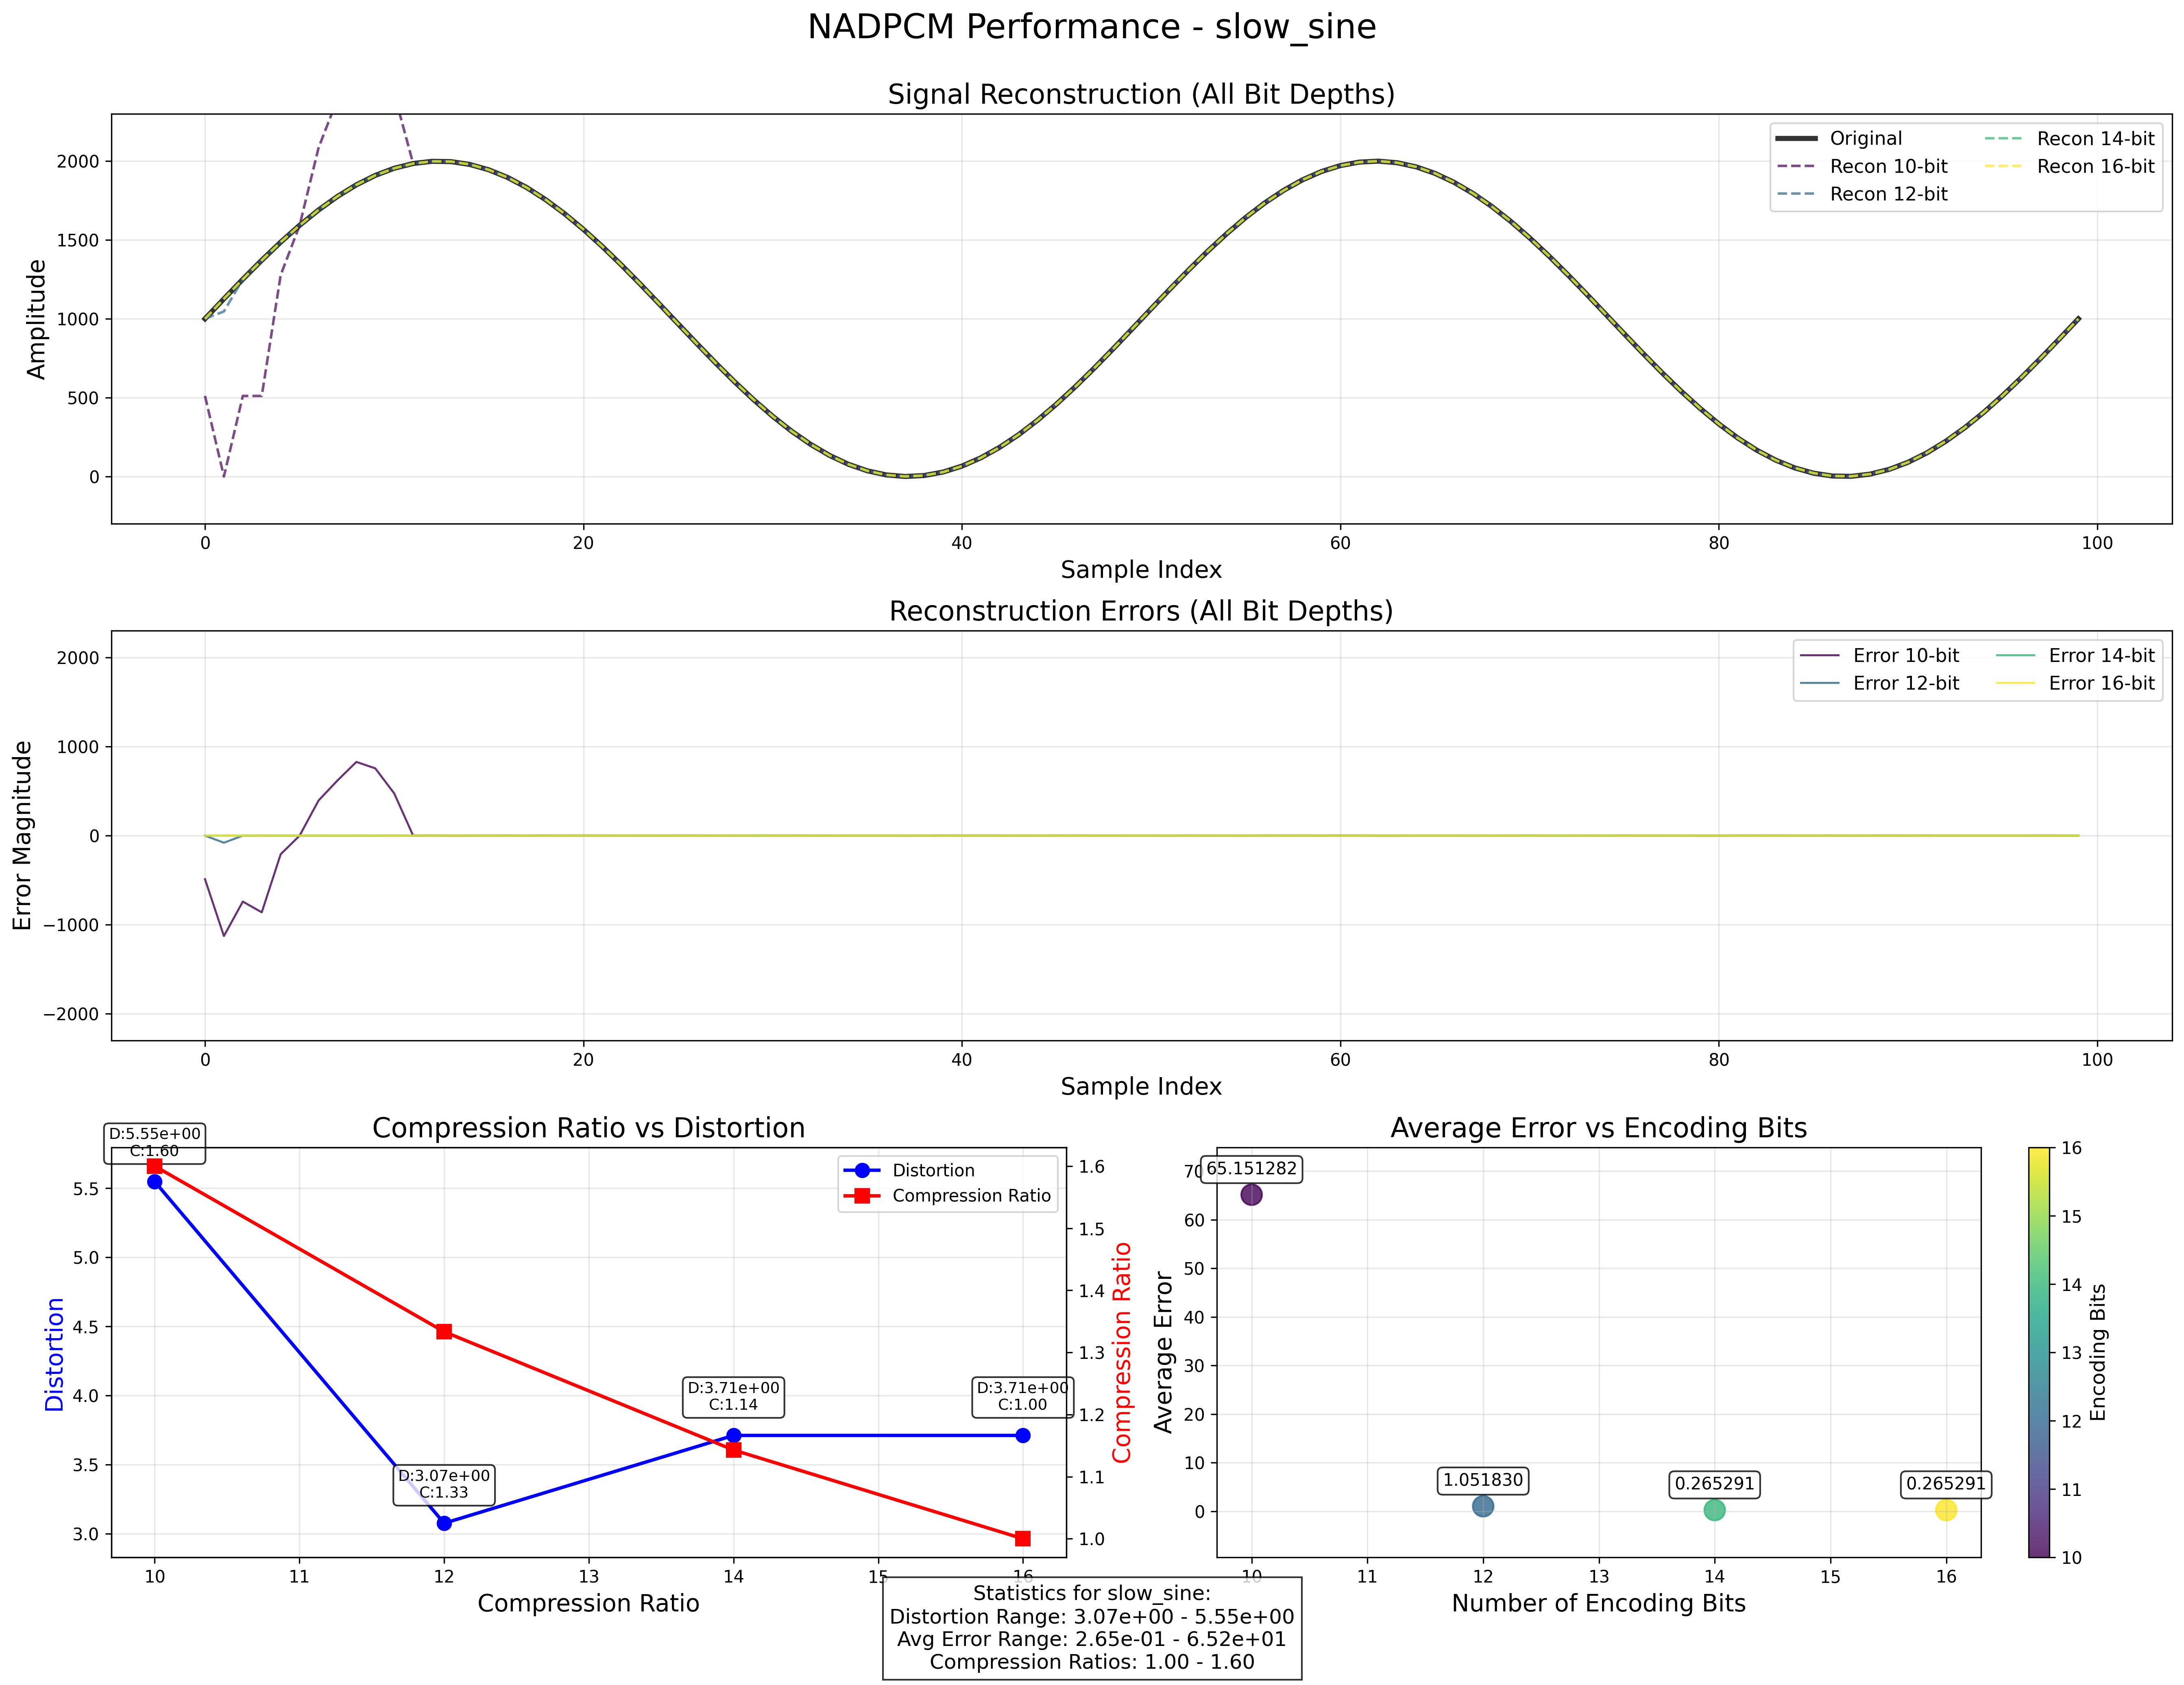 NADPCM Performance - slow_sine
Signal Reconstruction (All Bit Depths)
Original
Recon 10-bit
Recon 12-bit
Recon 14-bit
Recon 16-bit
Amplitude
2000
1500
1000
500
0
0 20 40 60 80 100
Sample Index
Reconstruction Errors (All Bit Depths)
Error 10-bit
Error 12-bit
Error 14-bit
Error 16-bit
Error Magnitude
2000
1000
0
−1000
−2000
0 20 40 60 80 100
Sample Index
Compression Ratio vs Distortion
D:5.55e+00
C:1.60
D:3.07e+00
C:1.33
D:3.71e+00
C:1.14
D:3.71e+00
C:1.00
Distortion
Compression Ratio
Distortion
5.5
5.0
4.5
4.0
3.5
3.0
Compression Ratio
1.6
1.5
1.4
1.3
1.2
1.1
1.0
10 11 12 13 14 15 16
Compression Ratio
Average Error vs Encoding Bits
65.151282
1.051830
0.265291
0.265291
Average Error
70
60
50
40
30
20
10
0
10 11 12 13 14 15 16
Number of Encoding Bits
16
15
14
13
12
11
10
Encoding Bits
Statistics for slow_sine:
Distortion Range: 3.07e+00 - 5.55e+00
Avg Error Range: 2.65e-01 - 6.52e+01
Compression Ratios: 1.00 - 1.60